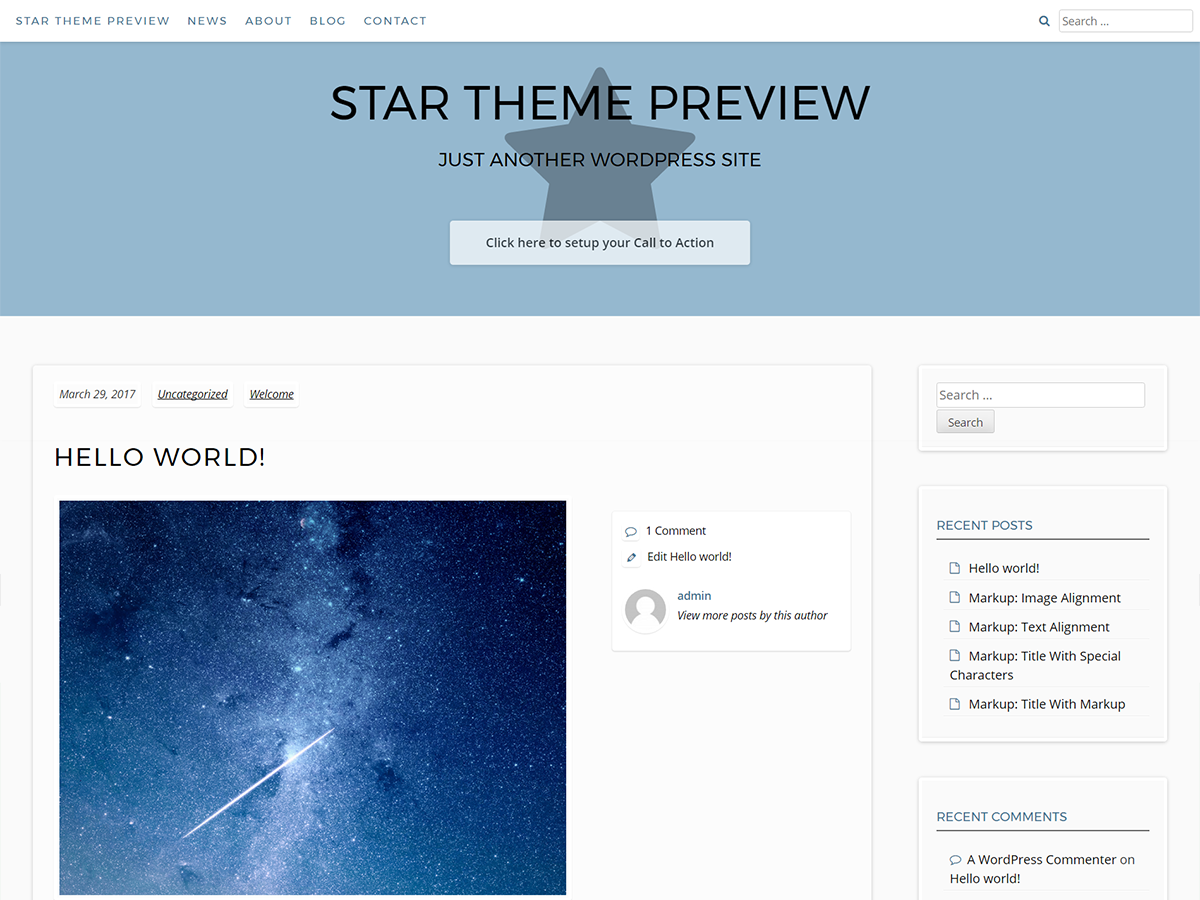 STAR THEME PREVIEW NEWS ABOUT BLOG CONTACT Search ...
STAR THEME PREVIEW
JUST ANOTHER WORDPRESS SITE
Click here to setup your Call to Action
March 29, 2017 Uncategorized Welcome
HELLO WORLD!
1 Comment
Edit Hello world!
admin
View more posts by this author
Search ...
Search
RECENT POSTS
Hello world!
Markup: Image Alignment
Markup: Text Alignment
Markup: Title With Special
Characters
Markup: Title With Markup
RECENT COMMENTS
A WordPress Commenter on
Hello world!